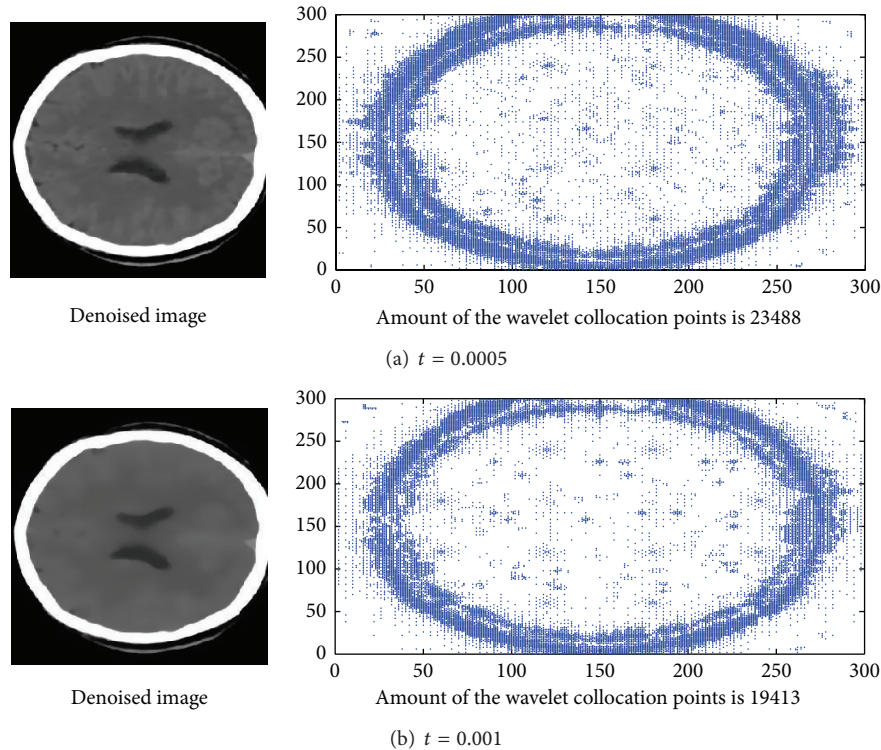 300
250
200
150
100
50
0
0 50 100 150 200 250 300
Denoised image
Amount of the wavelet collocation points is 23488
(a) t = 0.0005
300
250
200
150
100
50
0
0 50 100 150 200 250 300
Denoised image
Amount of the wavelet collocation points is 19413
(b) t = 0.001